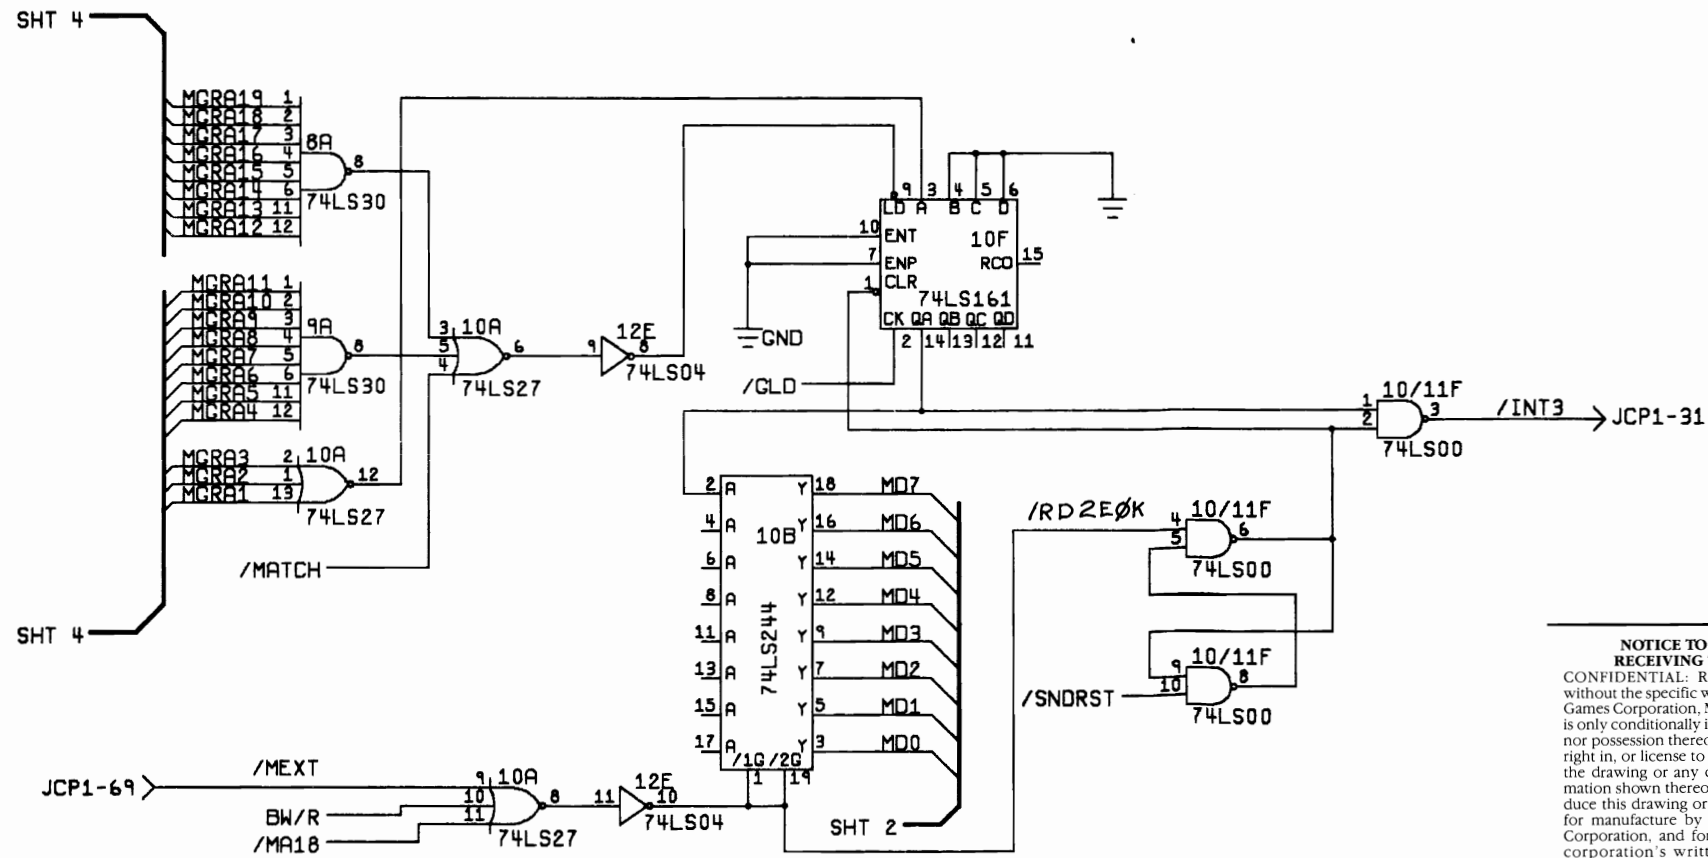 SHT 4
MGRA19 1
MGRA18 2
MGRA17 3
MGRA16 4
MGRA15 5
MGRA14 6
MGRA13 11
MGRA12 12
8A
8
74LS30
MGRA11 1
MGRA10 2
MGRA9 3
MGRA8 4
MGRA7 5
MGRA6 6
MGRA5 11
MGRA4 12
9A
8
74LS30
MGRA3 2
MGRA2 1
MGRA1 13
10A
12
74LS27
/MATCH
SHT 4
3
5
4
10A
6
74LS27
9
12E
8
74LS04
9 3 4 5 6
LD A B C D
10 ENT
7 ENP
1 CLR
10F
RCO 15
74LS161
CK QA QB QC QD
2 14 13 12 11
GND
/GLD
1
2
10/11F
3
74LS00
/INT3
JCP1-31
2 A Y 18 MD7
4 A Y 16 MD6
6 A Y 14 MD5
8 A Y 12 MD4
11 A Y 9 MD3
13 A Y 7 MD2
15 A Y 5 MD1
17 A Y 3 MD0
10B
74LS244
/1G /2G
1 19
SHT 2
/RD2EØK
4
5
10/11F
6
74LS00
/SNDRST
9
10
10/11F
8
74LS00
JCP1-69
/MEXT
BW/R
/MA18
9
10
11
10A
8
74LS27
11
12E
10
74LS04
NOTICE TO
RECEIVING
CONFIDENTIAL: R
without the specific w
Games Corporation, M
is only conditionally i
nor possession thereo
right in, or license to
the drawing or any
mation shown thereo
duce this drawing or
for manufacture by
Corporation, and fo
corporation's writt